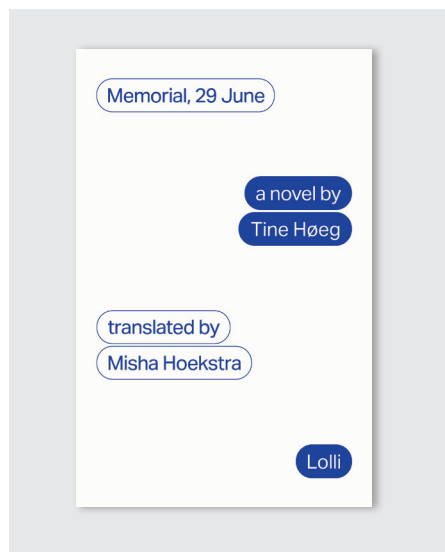 Memorial, 29 June
a novel by
Tine Høeg
translated by
Misha Hoekstra
Lolli